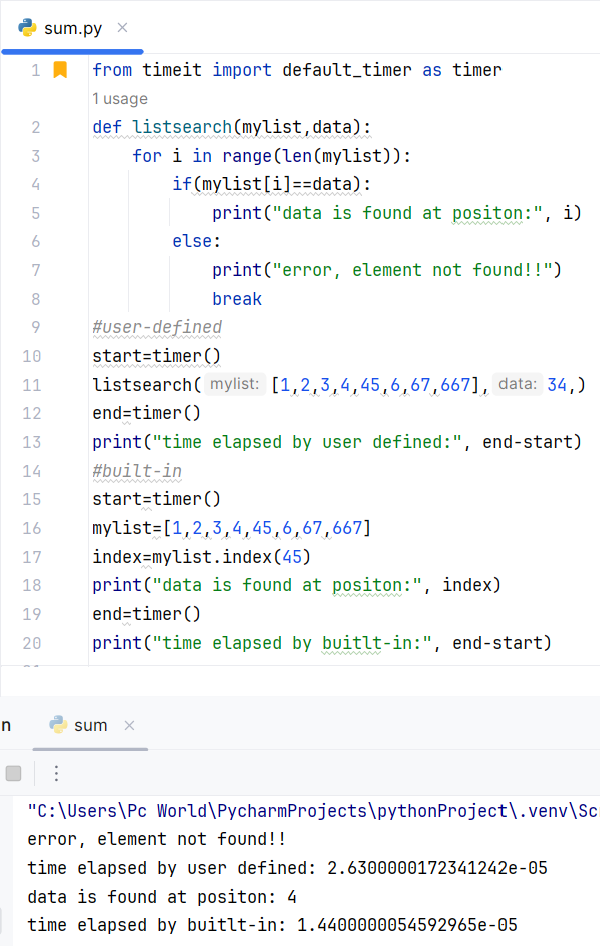 sum.py
1 from timeit import default_timer as timer
1 usage
2 def listsearch(mylist,data):
3     for i in range(len(mylist)):
4         if(mylist[i]==data):
5             print("data is found at positon:", i)
6         else:
7             print("error, element not found!!")
8             break
9 #user-defined
10 start=timer()
11 listsearch( mylist: [1,2,3,4,45,6,67,667], data: 34,)
12 end=timer()
13 print("time elapsed by user defined:", end-start)
14 #built-in
15 start=timer()
16 mylist=[1,2,3,4,45,6,67,667]
17 index=mylist.index(45)
18 print("data is found at positon:", index)
19 end=timer()
20 print("time elapsed by buitlt-in:", end-start)
n sum
"C:\Users\Pc World\PycharmProjects\pythonProject\.venv\Sc
error, element not found!!
time elapsed by user defined: 2.6300000172341242e-05
data is found at positon: 4
time elapsed by buitlt-in: 1.4400000054592965e-05